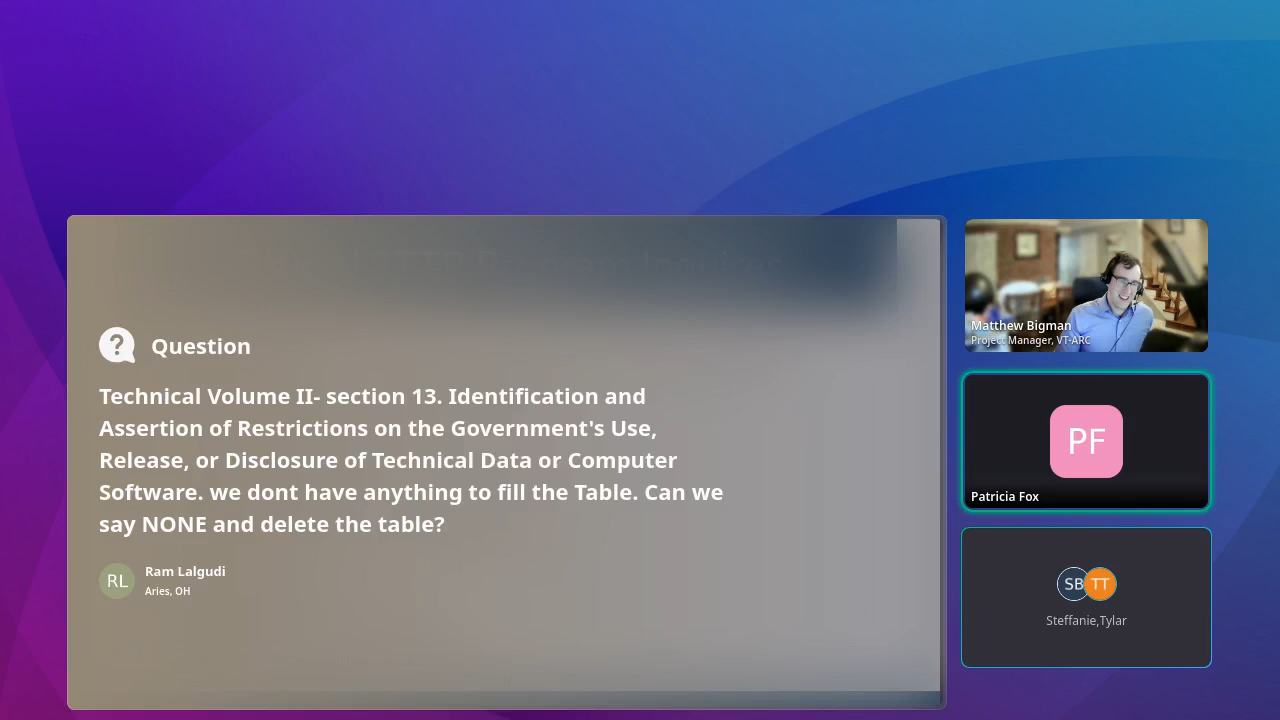 Question
Technical Volume II- section 13. Identification and
Assertion of Restrictions on the Government's Use,
Release, or Disclosure of Technical Data or Computer
Software. we dont have anything to fill the Table. Can we
say NONE and delete the table?
RL
Ram Lalgudi
Aries, OH
Matthew Bigman
Project Manager, VT-ARC
PF
Patricia Fox
SB TT
Steffanie,Tylar